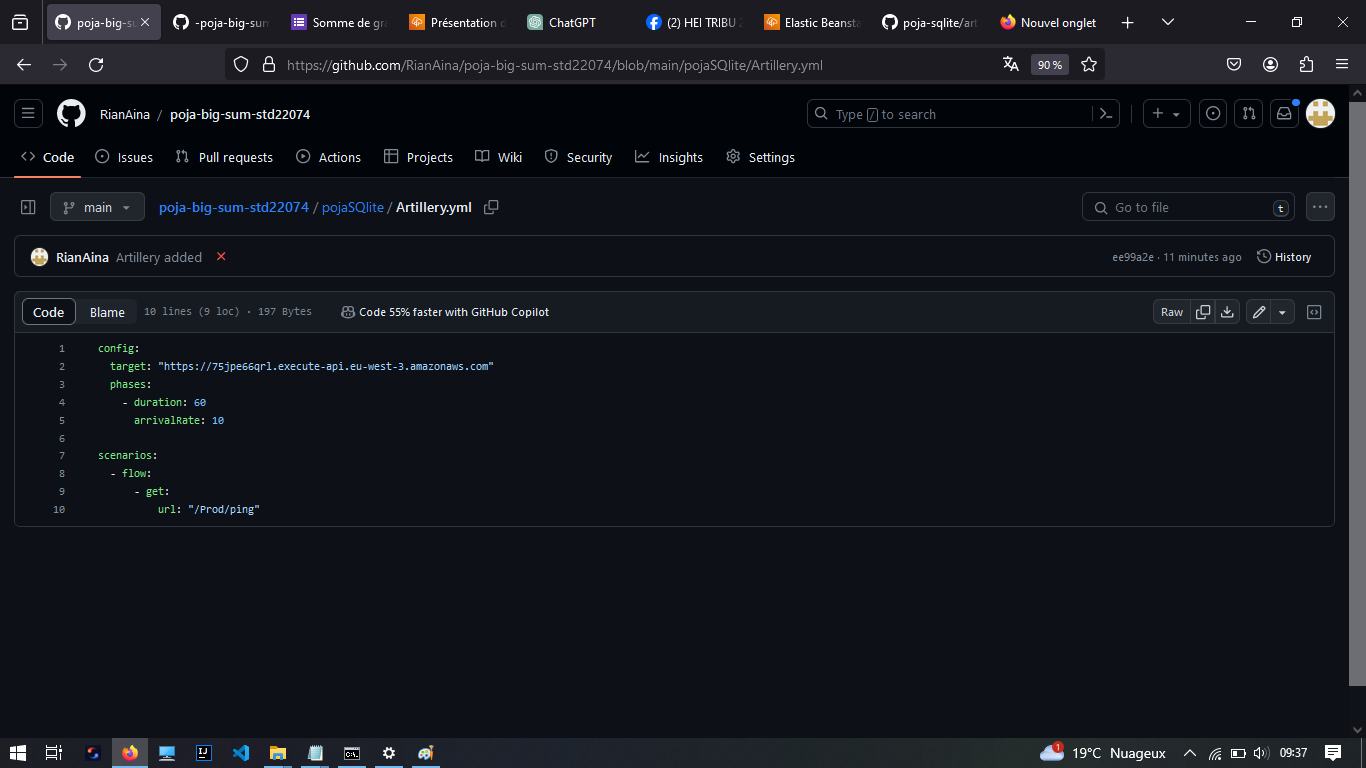 poja-big-su
-poja-big-sum
Somme de gra
Présentation d
ChatGPT
(2) HEI TRIBU 2
Elastic Beansta
poja-sqlite/art
Nouvel onglet
https://github.com/RianAina/poja-big-sum-std22074/blob/main/pojaSQlite/Artillery.yml
90 %
RianAina / poja-big-sum-std22074
Type / to search
Code
Issues
Pull requests
Actions
Projects
Wiki
Security
Insights
Settings
main
poja-big-sum-std22074 / pojaSQlite / Artillery.yml
Go to file
t
RianAina Artillery added
ee99a2e · 11 minutes ago
History
Code
Blame
10 lines (9 loc) · 197 Bytes
Code 55% faster with GitHub Copilot
Raw
1 config:
2 target: "https://75jpe66qrl.execute-api.eu-west-3.amazonaws.com"
3 phases:
4 - duration: 60
5 arrivalRate: 10
6
7 scenarios:
8 - flow:
9 - get:
10 url: "/Prod/ping"
1
19°C Nuageux
09:37